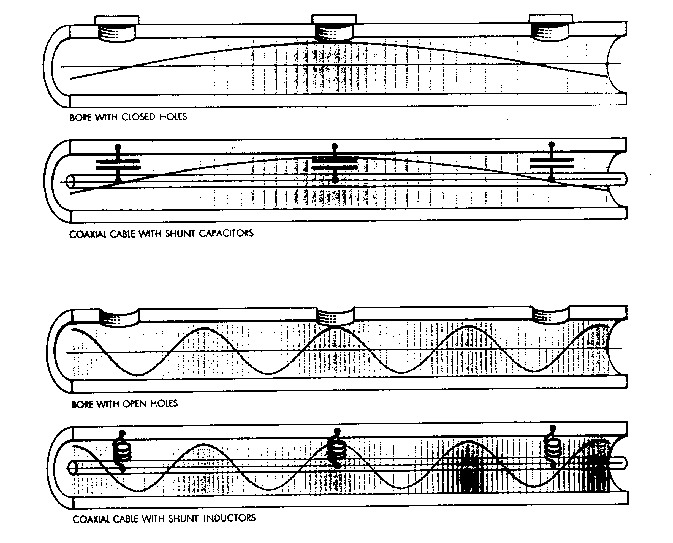 BORE WITH CLOSED HOLES
COAXIAL CABLE WITH SHUNT CAPACITORS
BORE WITH OPEN HOLES
COAXIAL CABLE WITH SHUNT INDUCTORS